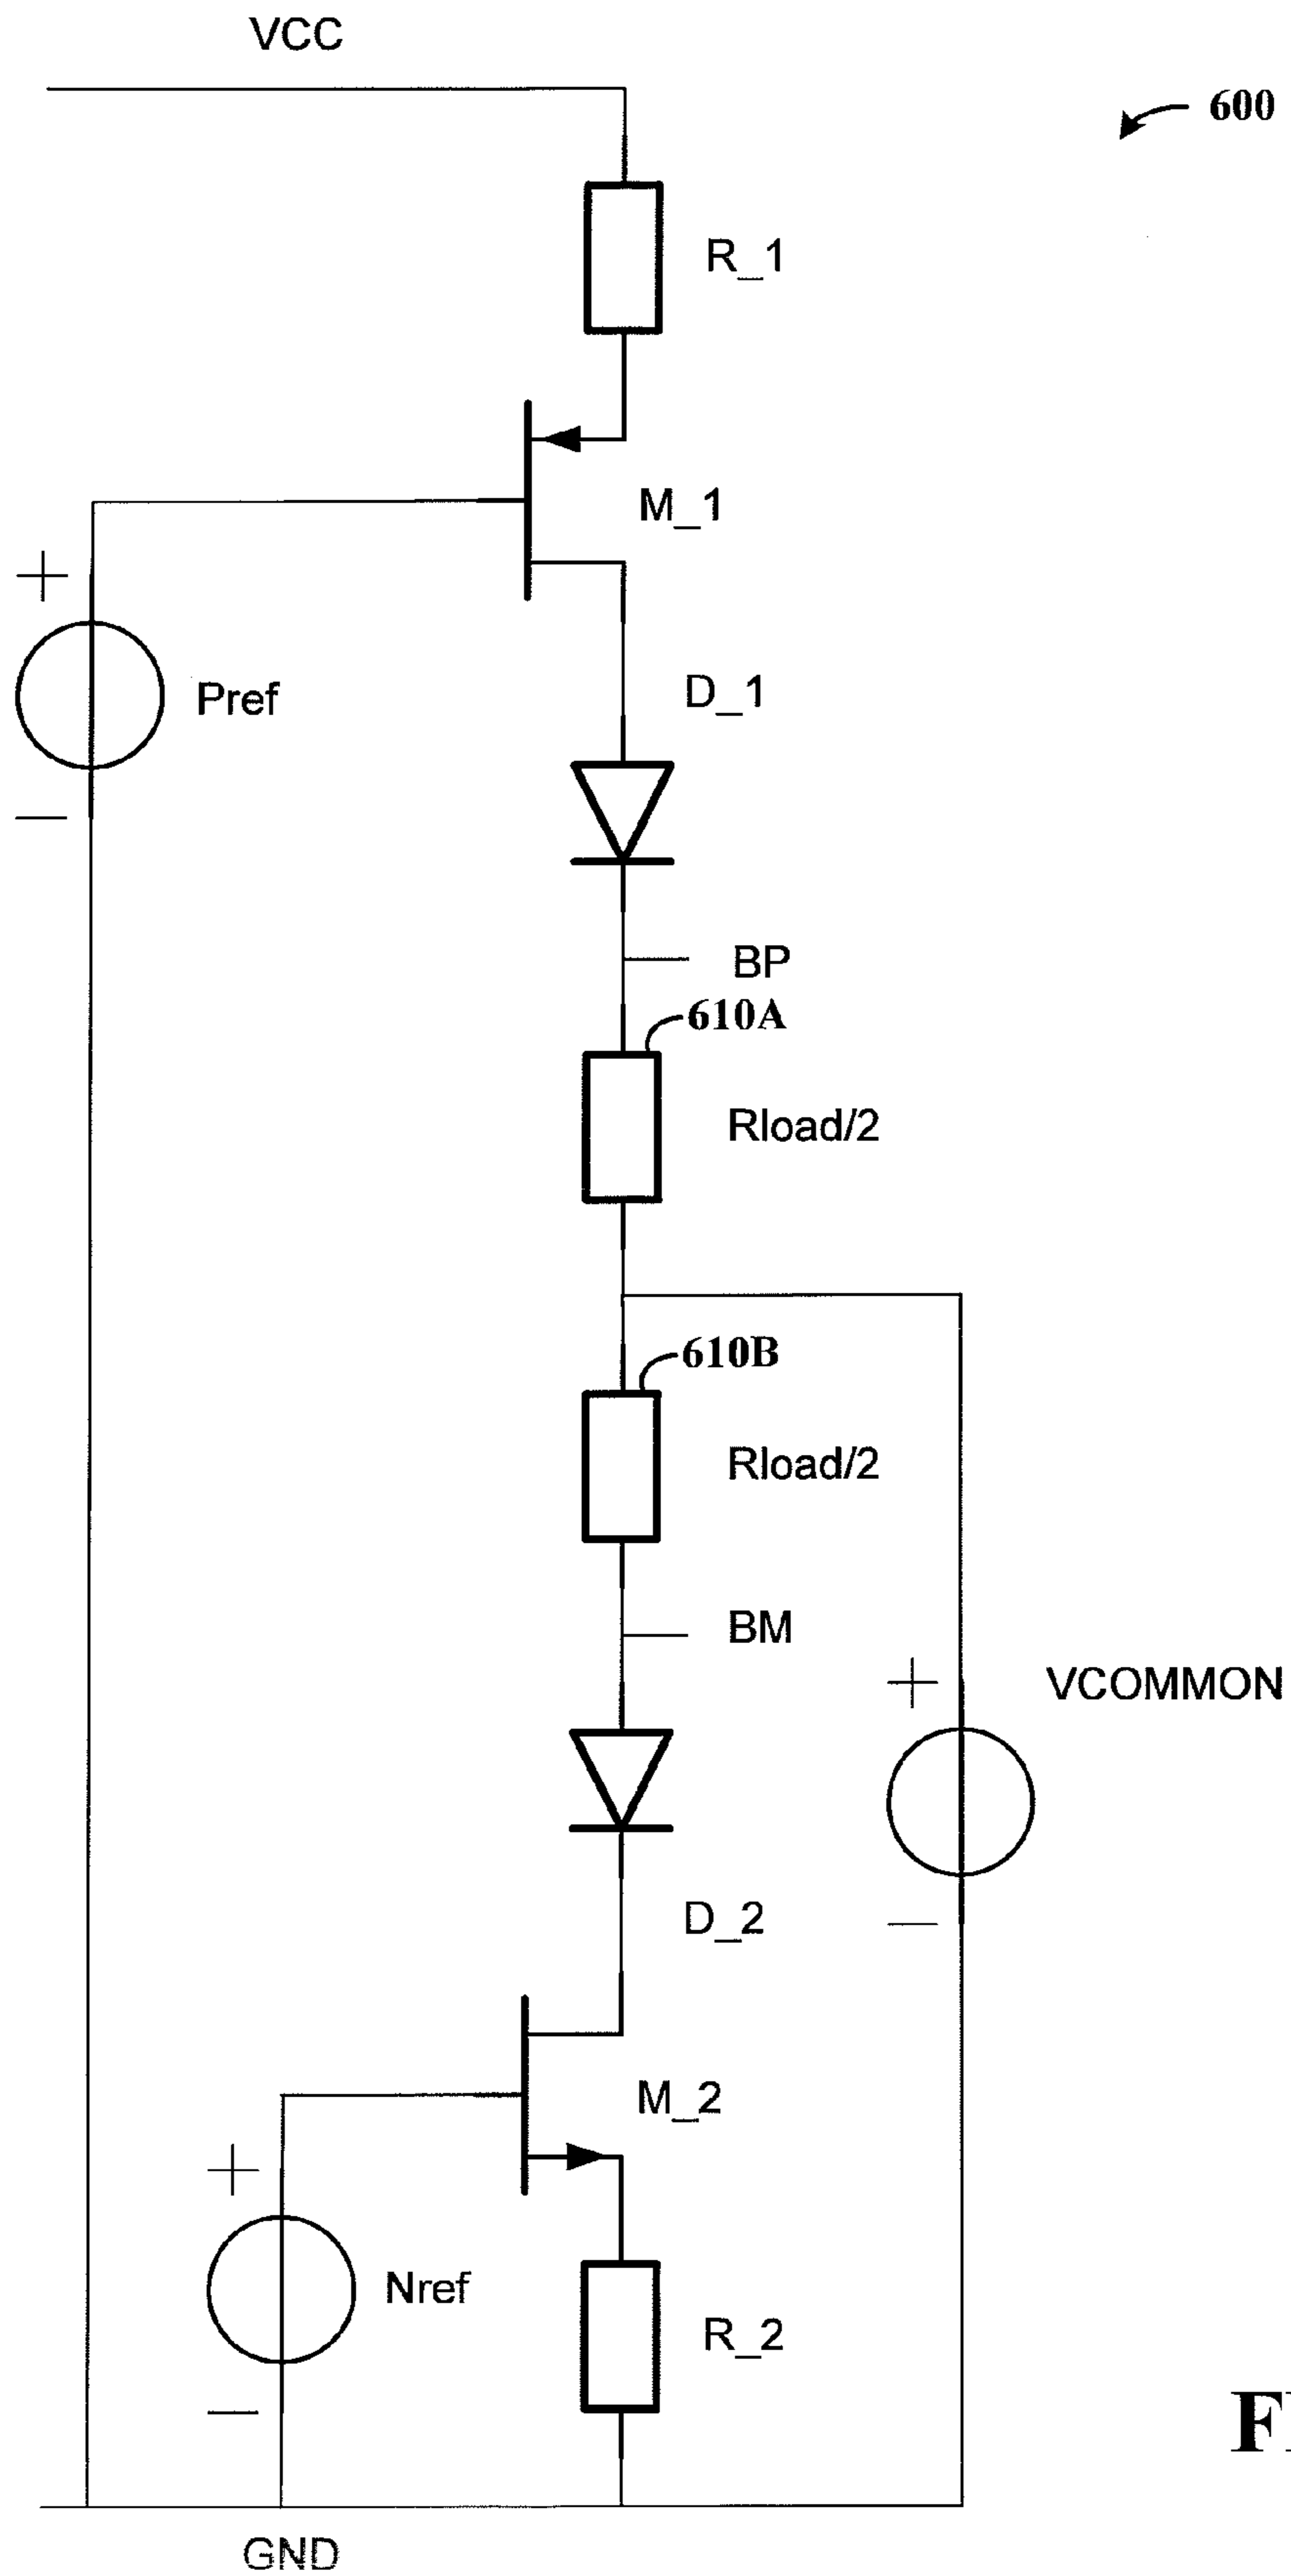 VCC
600
R_1
M_1
+
Pref
D_1
−
BP
610A
Rload/2
610B
Rload/2
BM
+
VCOMMON
D_2
−
M_2
+
Nref
R_2
−
GND